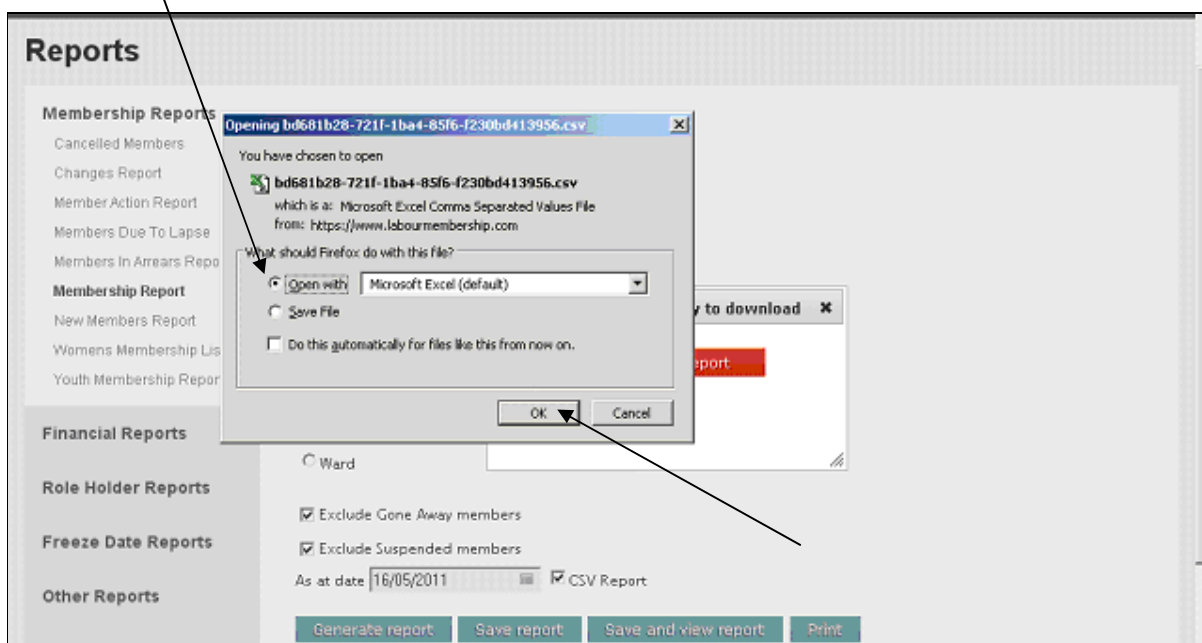 Reports
Membership Reports
Cancelled Members
Changes Report
Member Action Report
Members Due To Lapse
Members In Arrears Repo
Membership Report
New Members Report
Womens Membership Lis
Youth Membership Repor
Financial Reports
Role Holder Reports
Freeze Date Reports
Other Reports
Opening bd681b28-721f-1ba4-85f6-f230bd413956.csv
You have chosen to open
bd681b28-721f-1ba4-85f6-f230bd413956.csv
which is a: Microsoft Excel Comma Separated Values File
from: https://www.labourmembership.com
What should Firefox do with this file?
Open with Microsoft Excel (default)
Save File
Do this automatically for files like this from now on.
OK Cancel
to download
port
Ward
Exclude Gone Away members
Exclude Suspended members
As at date 16/05/2011 CSV Report
Generate report Save report Save and view report Print